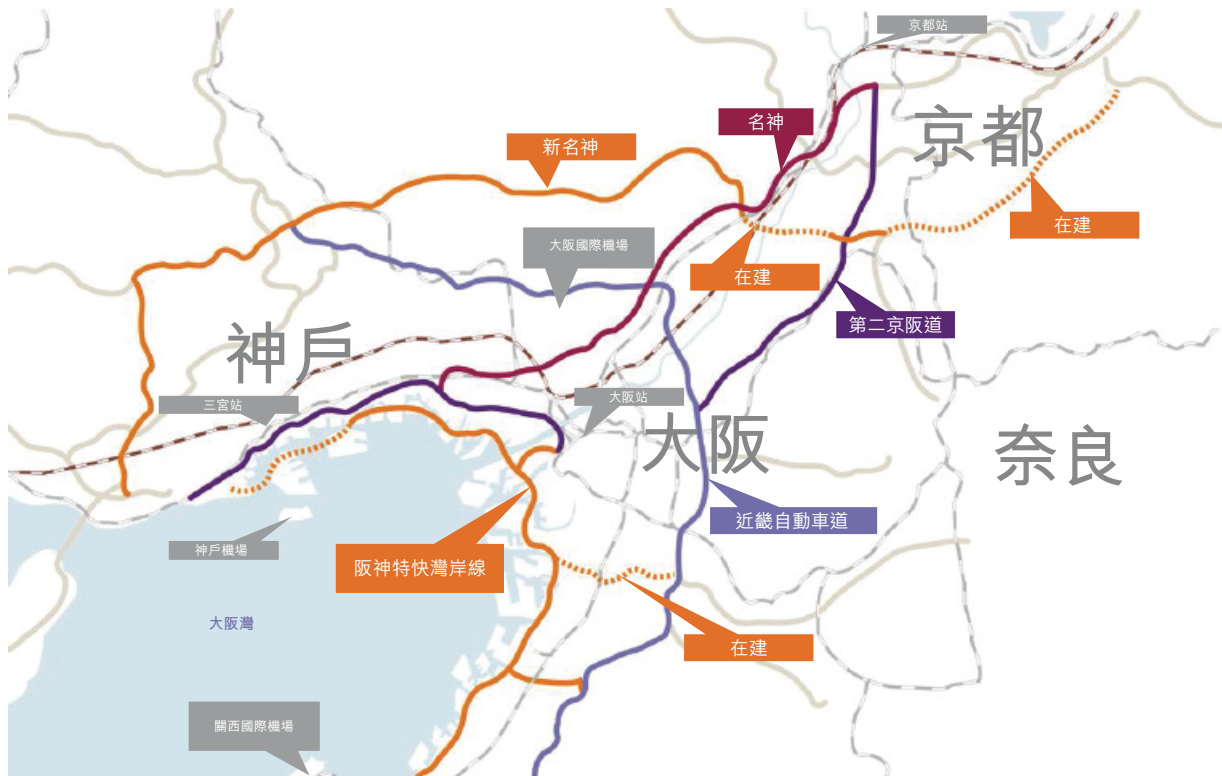 京都站
名神
京都
新名神
在建
大阪國際機場
在建
第二京阪道
神戶
三宮站
大阪站
大阪
奈良
近畿自動車道
神戶機場
阪神特快灣岸線
大阪灣
在建
關西國際機場